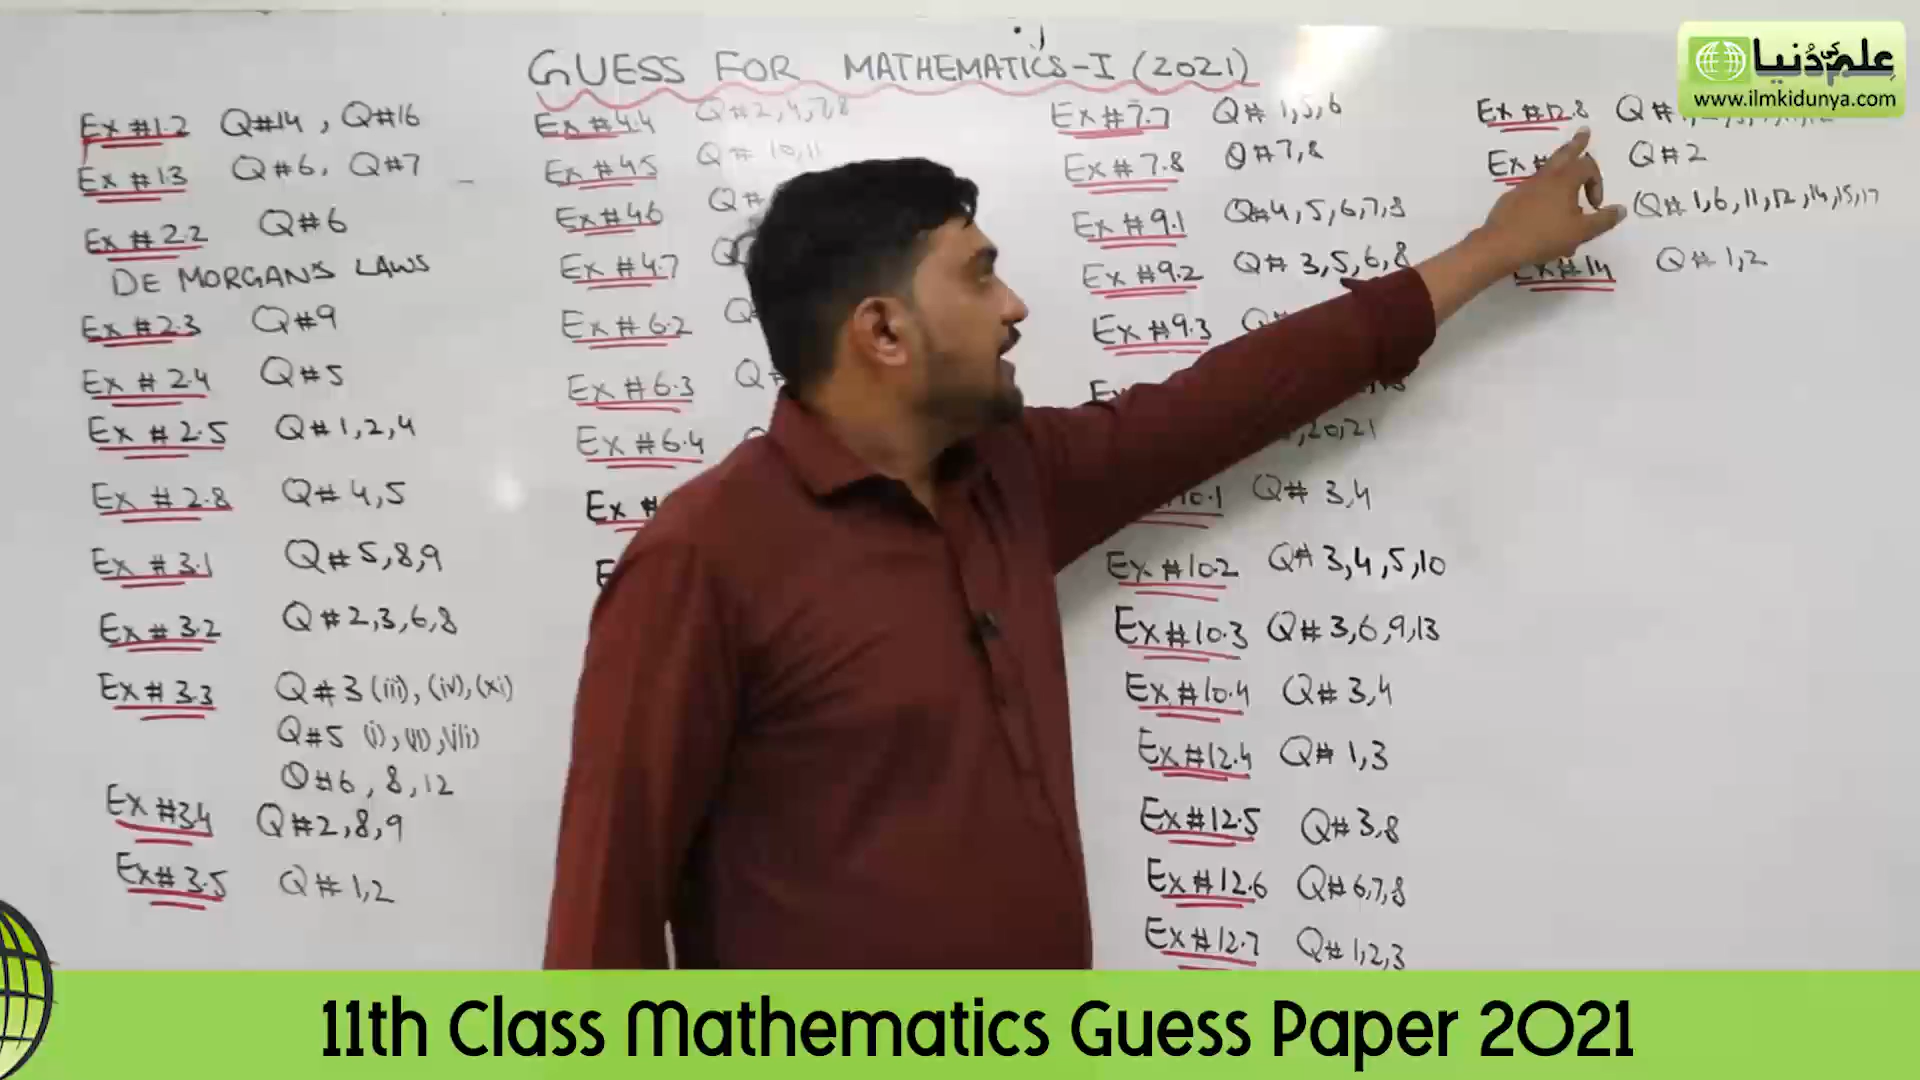 GUESS FOR MATHEMATICS-I (2021)
علم کی دُنیا
www.ilmkidunya.com
Ex #1.2 Q#14, Q#16
Ex #1.3 Q#6, Q#7
Ex #2.2 Q#6
DE MORGAN'S LAWS
Ex #2.3 Q#9
Ex #2.4 Q#5
Ex #2.5 Q#1,2,4
Ex #2.8 Q#4,5
Ex #3.1 Q#5,8,9
Ex #3.2 Q#2,3,6,8
Ex #3.3 Q#3 (iii), (iv), (xi)
Q#5 (i),
Q#6, 8, 12
Ex #3.4 Q#2,8,9
Ex #3.5 Q#1,2
Ex #4.4 Q#2,4,7,8
Ex #4.5 Q# 10,11
Ex #4.6 Q#
Ex #4.7
Ex #6.2
Ex #6.3
Ex #6.4
Ex #
Ex #7.7 Q# 1,5,6
Ex #7.8 Q#7,8
Ex #9.1 Q#4,5,6,7,8
Ex #9.2 Q# 3,5,6,8
Ex #9.3 Q#
Ex
,20,21
10.1 Q# 3,4
Ex #10.2 Q# 3,4,5,10
Ex #10.3 Q# 3,6,9,13
Ex #10.4 Q# 3,4
Ex #12.4 Q# 1,3
Ex #12.5 Q# 3,8
Ex #12.6 Q#6,7,8
Ex #12.7 Q# 1,2,3
Ex #12.8 Q#
Ex # Q#2
Q# 1,6,11,12,14,15,17
Ex #14 Q# 1,2
11th Class Mathematics Guess Paper 2021